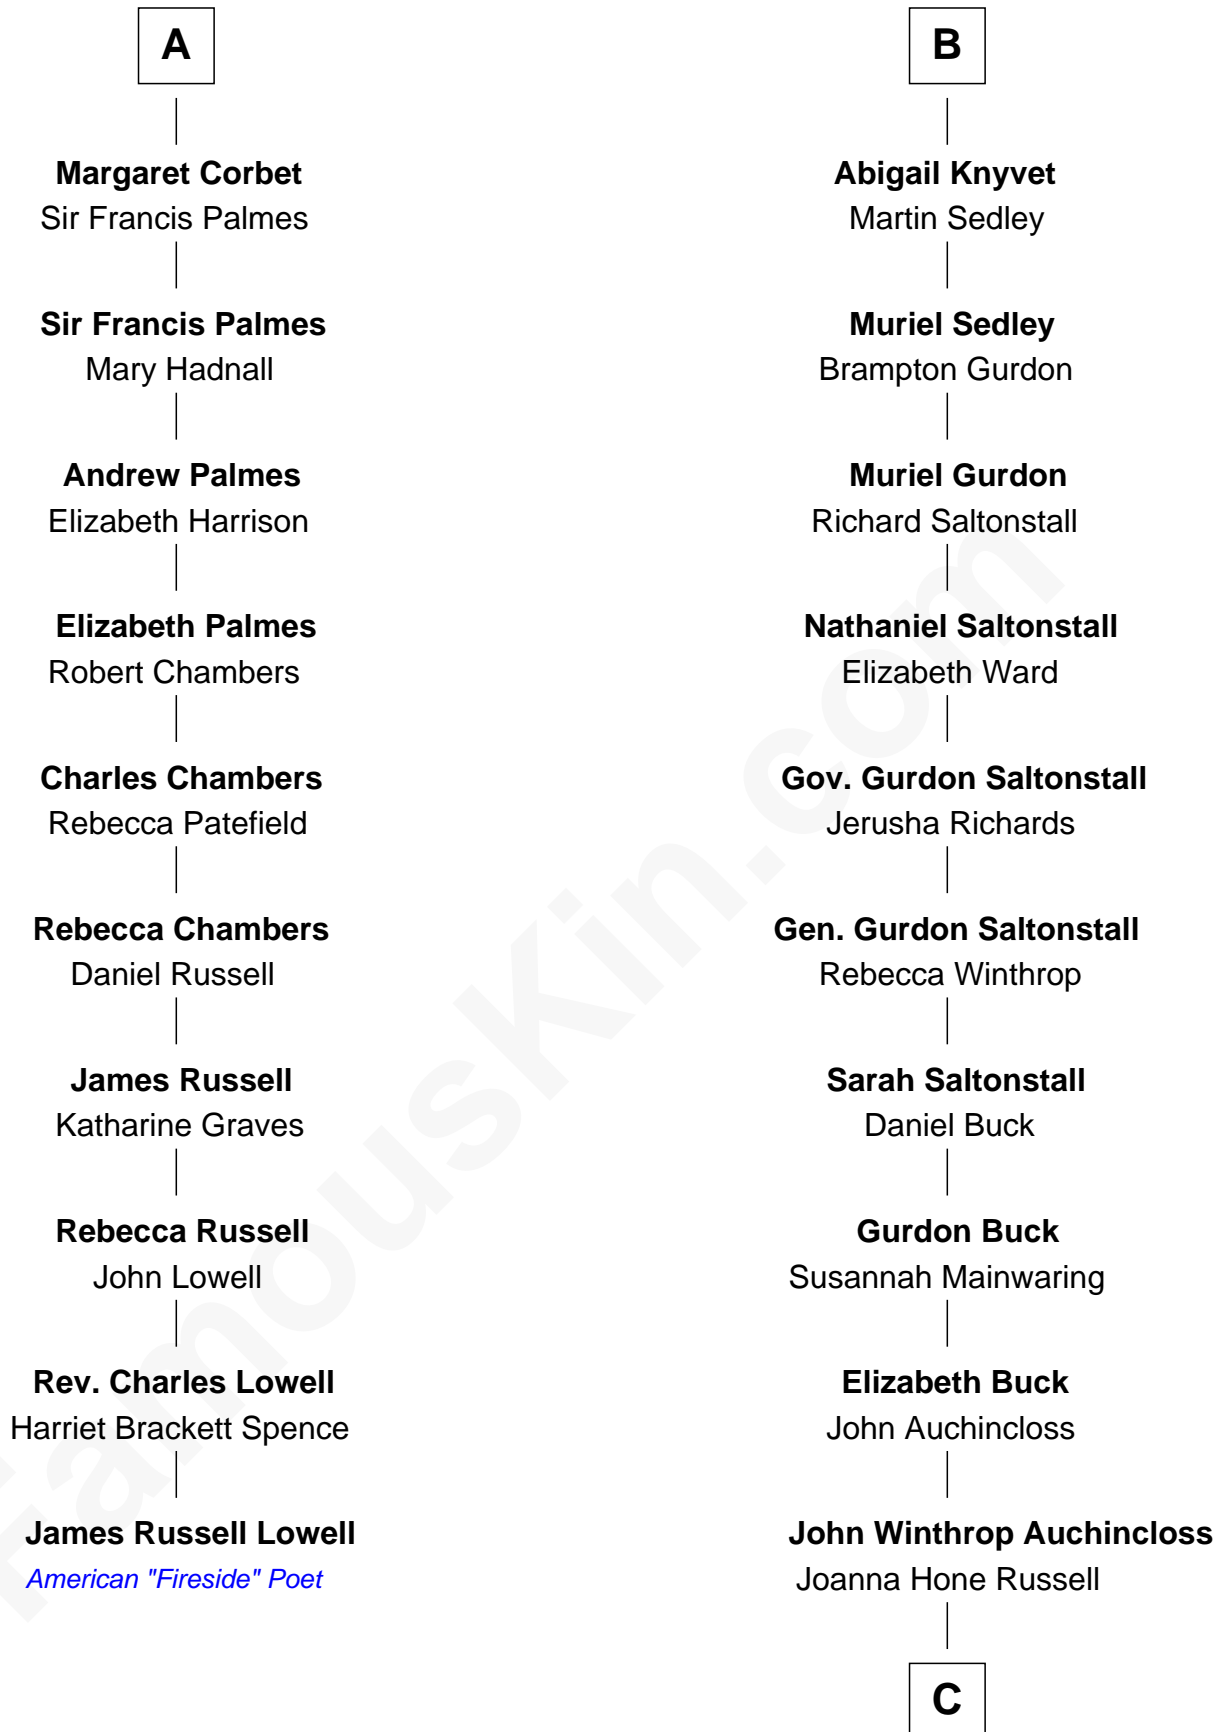 A
Margaret Corbet
Sir Francis Palmes
Sir Francis Palmes
Mary Hadnall
Andrew Palmes
Elizabeth Harrison
Elizabeth Palmes
Robert Chambers
Charles Chambers
Rebecca Patefield
Rebecca Chambers
Daniel Russell
James Russell
Katharine Graves
Rebecca Russell
John Lowell
Rev. Charles Lowell
Harriet Brackett Spence
James Russell Lowell
American "Fireside" Poet
B
Abigail Knyvet
Martin Sedley
Muriel Sedley
Brampton Gurdon
Muriel Gurdon
Richard Saltonstall
Nathaniel Saltonstall
Elizabeth Ward
Gov. Gurdon Saltonstall
Jerusha Richards
Gen. Gurdon Saltonstall
Rebecca Winthrop
Sarah Saltonstall
Daniel Buck
Gurdon Buck
Susannah Mainwaring
Elizabeth Buck
John Auchincloss
John Winthrop Auchincloss
Joanna Hone Russell
C
FamousKin.com